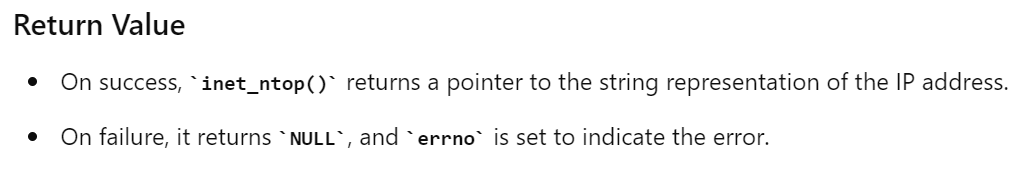 Return Value
• On success, `inet_ntop()` returns a pointer to the string representation of the IP address.
• On failure, it returns `NULL`, and `errno` is set to indicate the error.